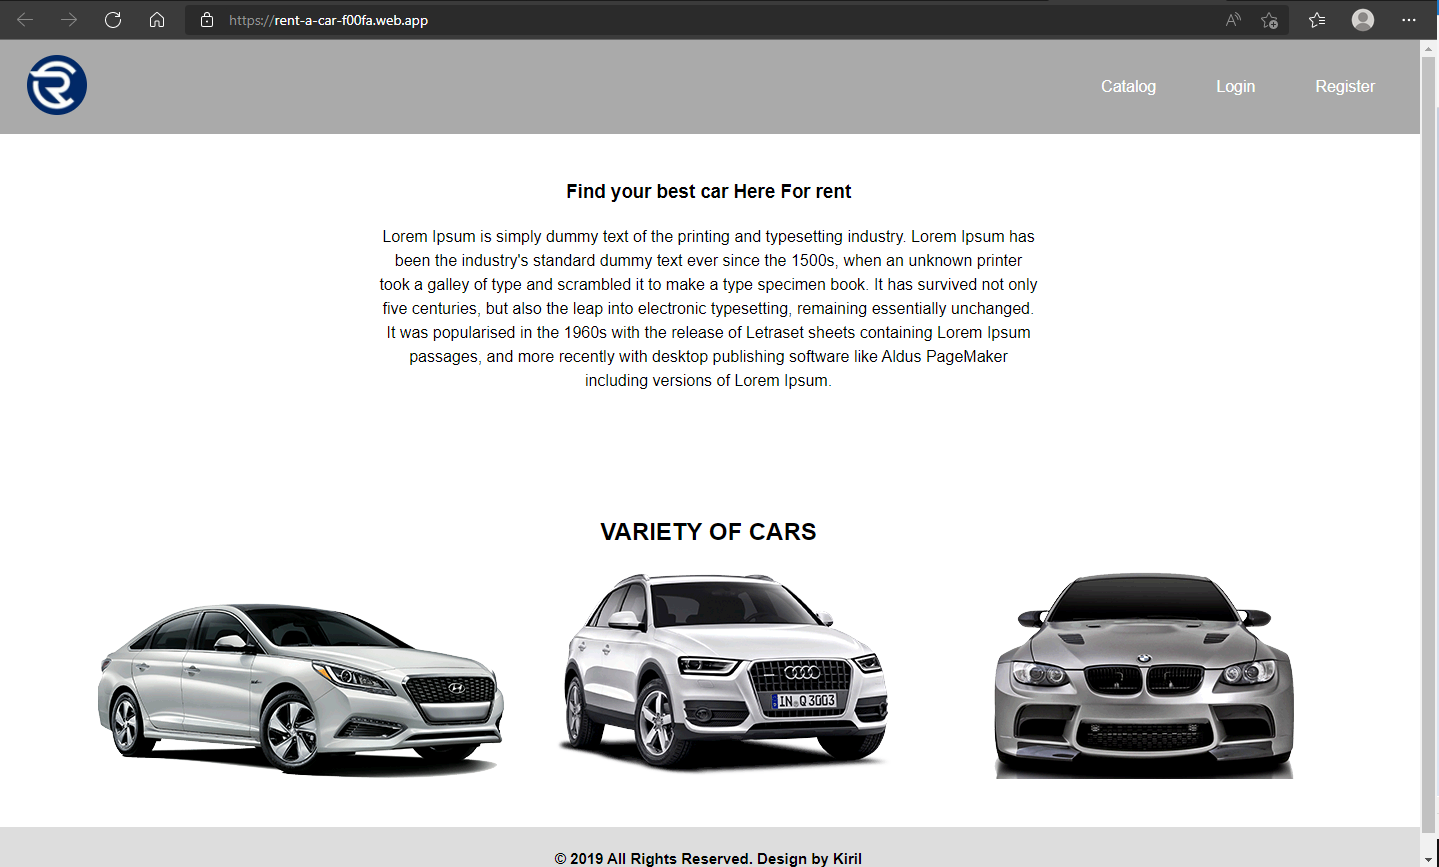 https://rent-a-car-f00fa.web.app
Catalog Login Register
Find your best car Here For rent
Lorem Ipsum is simply dummy text of the printing and typesetting industry. Lorem Ipsum has
been the industry's standard dummy text ever since the 1500s, when an unknown printer
took a galley of type and scrambled it to make a type specimen book. It has survived not only
five centuries, but also the leap into electronic typesetting, remaining essentially unchanged.
It was popularised in the 1960s with the release of Letraset sheets containing Lorem Ipsum
passages, and more recently with desktop publishing software like Aldus PageMaker
including versions of Lorem Ipsum.
VARIETY OF CARS
IN Q 3003
© 2019 All Rights Reserved. Design by Kiril